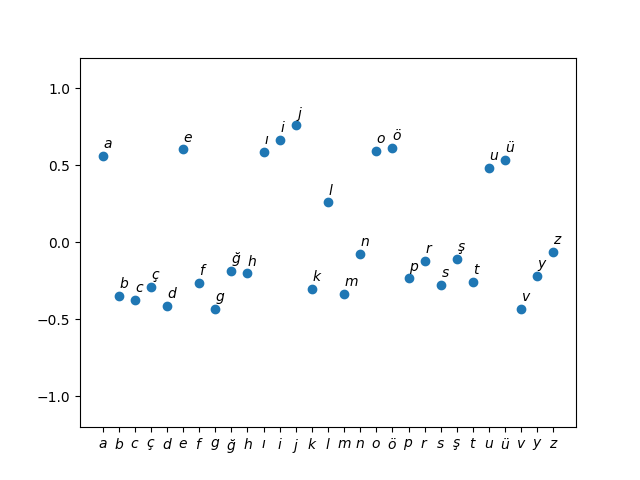 1.0
0.5
0.0
−0.5
−1.0
a b c ç d e f g ğ h ı i j k l m n o ö p r s ş t u ü v y z
a b c ç d e f g ğ h ı i j k l m n o ö p r s ş t u ü v y z